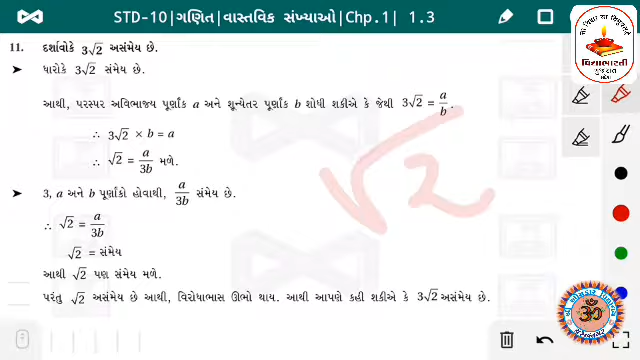 STD-10|ગણિત|વાસ્તવિક સંખ્યાઓ|Chp.1| 1.3
11. દર્શાવોકે 3√2 અસંમેય છે.
➤ ધારોકે 3√2 સંમેય છે.
આથી, પરસ્પર અવિભાજ્ય પૂર્ણાંક a અને શૂન્યેતર પૂર્ણાંક b શોધી શકીએ કે જેથી 3√2 = a/b.
∴ 3√2 × b = a
∴ √2 = a/3b મળે.
➤ 3, a અને b પૂર્ણાંકો હોવાથી, a/3b સંમેય છે.
∴ √2 = a/3b
√2 = સંમેય
આથી √2 પણ સંમેય મળે.
પરંતુ √2 અસંમેય છે આથી, વિરોધાભાસ ઊભો થાય. આથી આપણે કહી શકીએ કે 3√2 અસંમેય છે.
√2
વિદ્યાભારતી
ગુજરાત